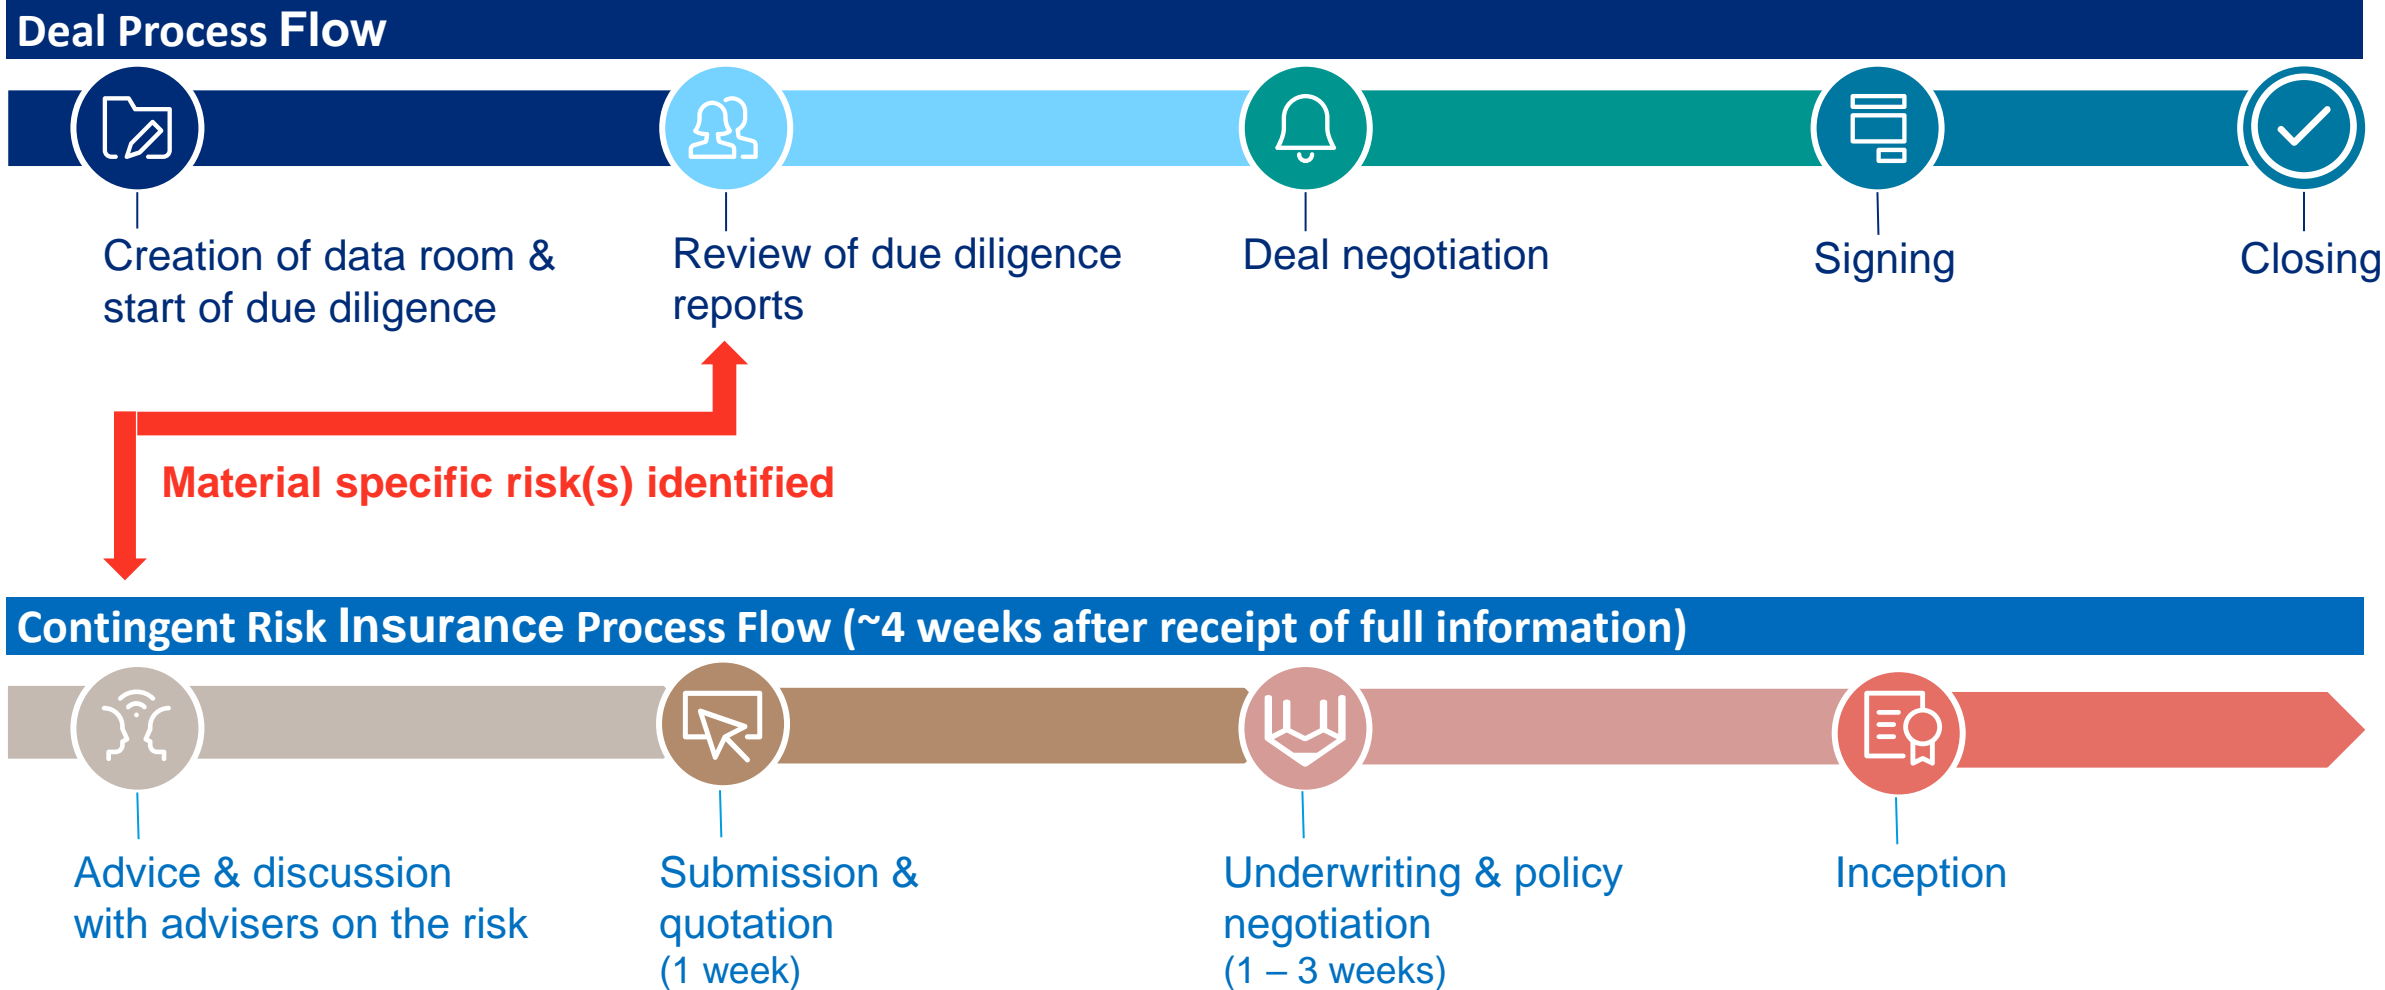 Deal Process Flow
Creation of data room &
start of due diligence
Review of due diligence
reports
Deal negotiation
Signing
Closing
Material specific risk(s) identified
Contingent Risk Insurance Process Flow (~4 weeks after receipt of full information)
Advice & discussion
with advisers on the risk
Submission &
quotation
(1 week)
Underwriting & policy
negotiation
(1 – 3 weeks)
Inception